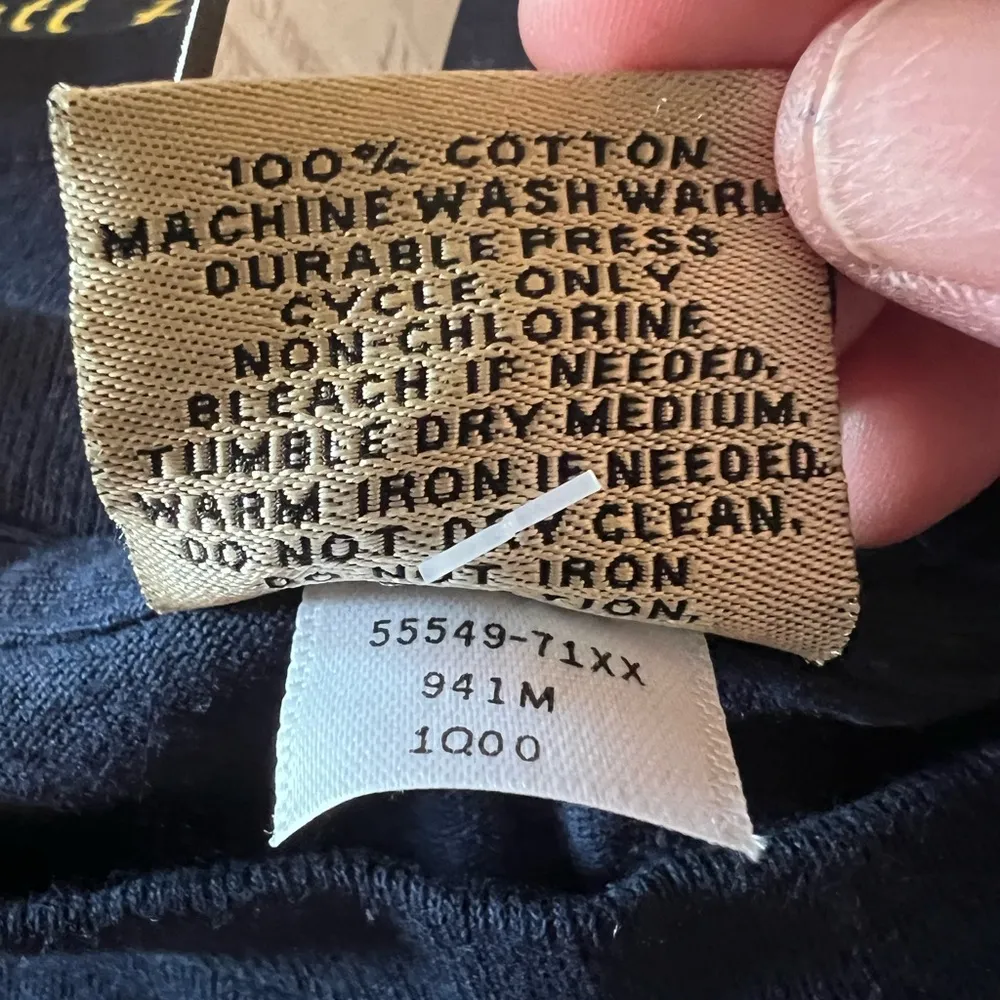 100% COTTON
MACHINE WASH WARM
DURABLE PRESS
CYCLE ONLY
NON-CHLORINE
BLEACH IF NEEDED,
TUMBLE DRY MEDIUM,
WARM IRON IF NEEDED.
DO NOT DRY CLEAN,
DO NOT IRON
55549-71XX
941M
1Q00